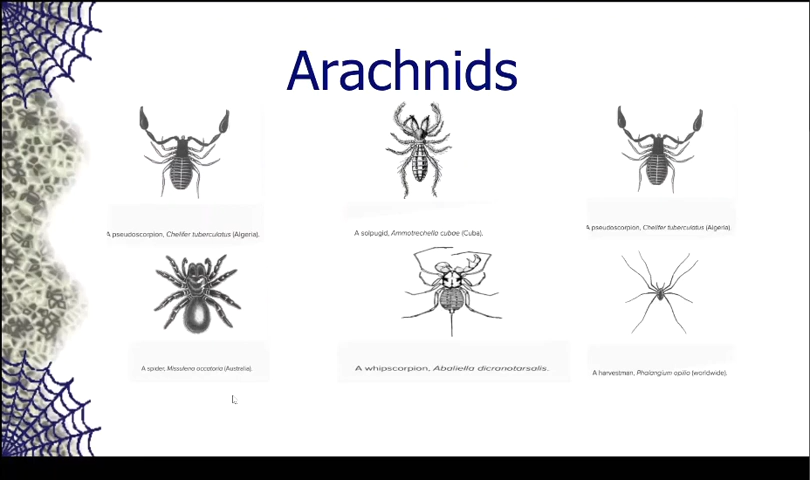 Arachnids
A pseudoscorpion, Chelifer tuberculatus (Algeria).
A solpugid, Ammotrechella cubae (Cuba).
A pseudoscorpion, Chelifer tuberculatus (Algeria).
A spider, Missulena occatoria (Australia).
A whipscorpion, Abaliella dicranotarsalis.
A harvestman, Phalangium opilio (worldwide).